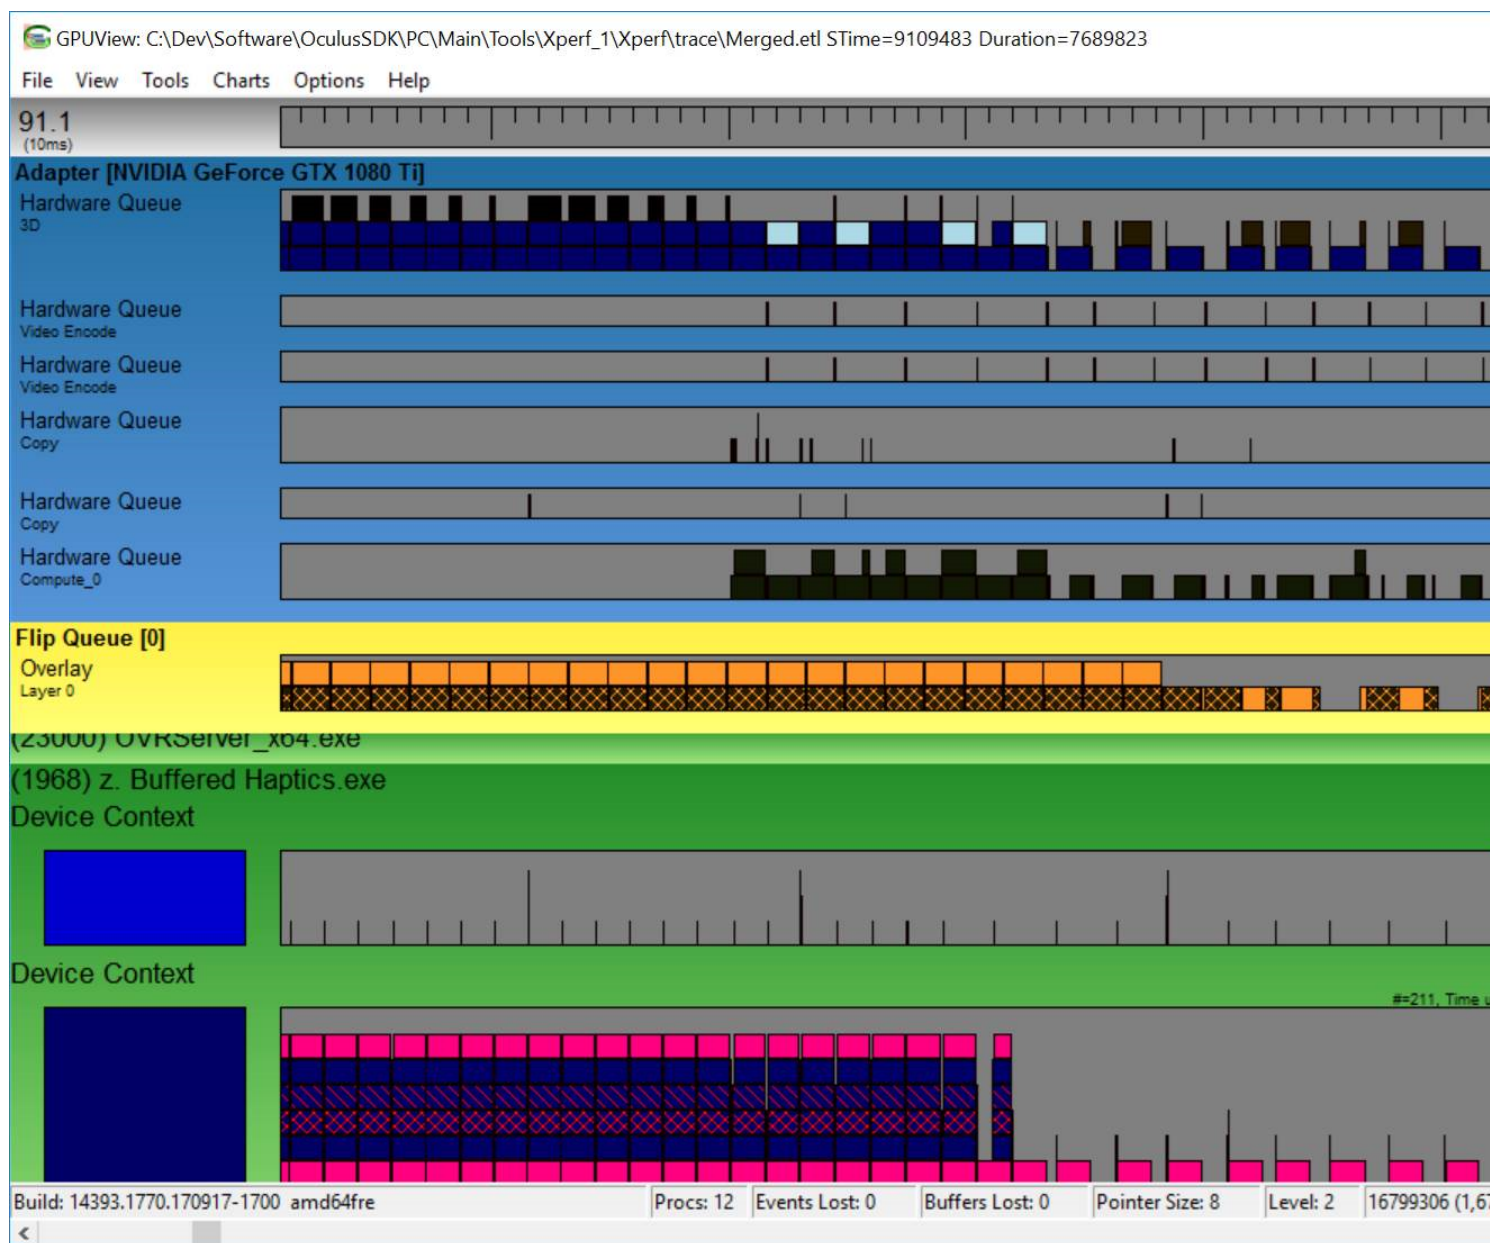 GPUView: C:\Dev\Software\OculusSDK\PC\Main\Tools\Xperf_1\Xperf\trace\Merged.etl STime=9109483 Duration=7689823
File View Tools Charts Options Help
91.1
(10ms)
Adapter [NVIDIA GeForce GTX 1080 Ti]
Hardware Queue
3D
Hardware Queue
Video Encode
Hardware Queue
Video Encode
Hardware Queue
Copy
Hardware Queue
Copy
Hardware Queue
Compute_0
Flip Queue [0]
Overlay
Layer 0
(23000) OVRServer_x64.exe
(1968) z. Buffered Haptics.exe
Device Context
Device Context
#=211, Time u
Build: 14393.1770.170917-1700 amd64fre Procs: 12 Events Lost: 0 Buffers Lost: 0 Pointer Size: 8 Level: 2 16799306 (1,67